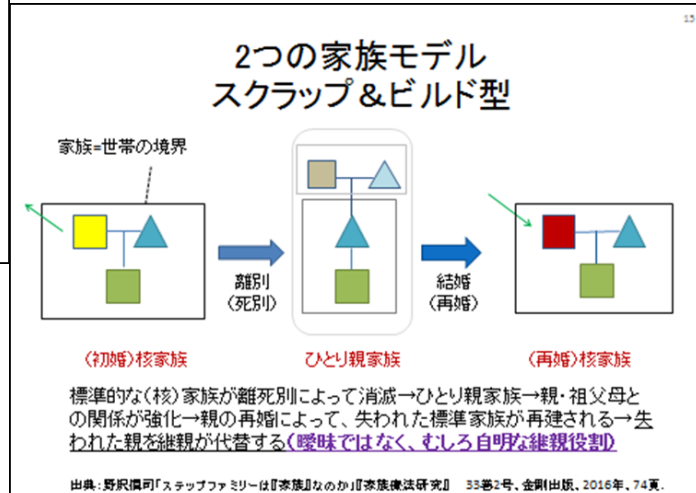 13
2つの家族モデル
スクラップ&ビルド型
家族=世帯の境界
離別
(死別)
結婚
(再婚)
(初婚)核家族
ひとり親家族
(再婚)核家族
標準的な(核)家族が離死別によって消滅→ひとり親家族→親・祖父母と
の関係が強化→親の再婚によって、失われた標準家族が再建される→失
われた親を継親が代替する(曖昧ではなく、むしろ自明な継親役割)
出典:野沢慎司「ステップファミリーは『家族』なのか」『家族療法研究』 33巻2号、金剛出版、2016年、74頁.